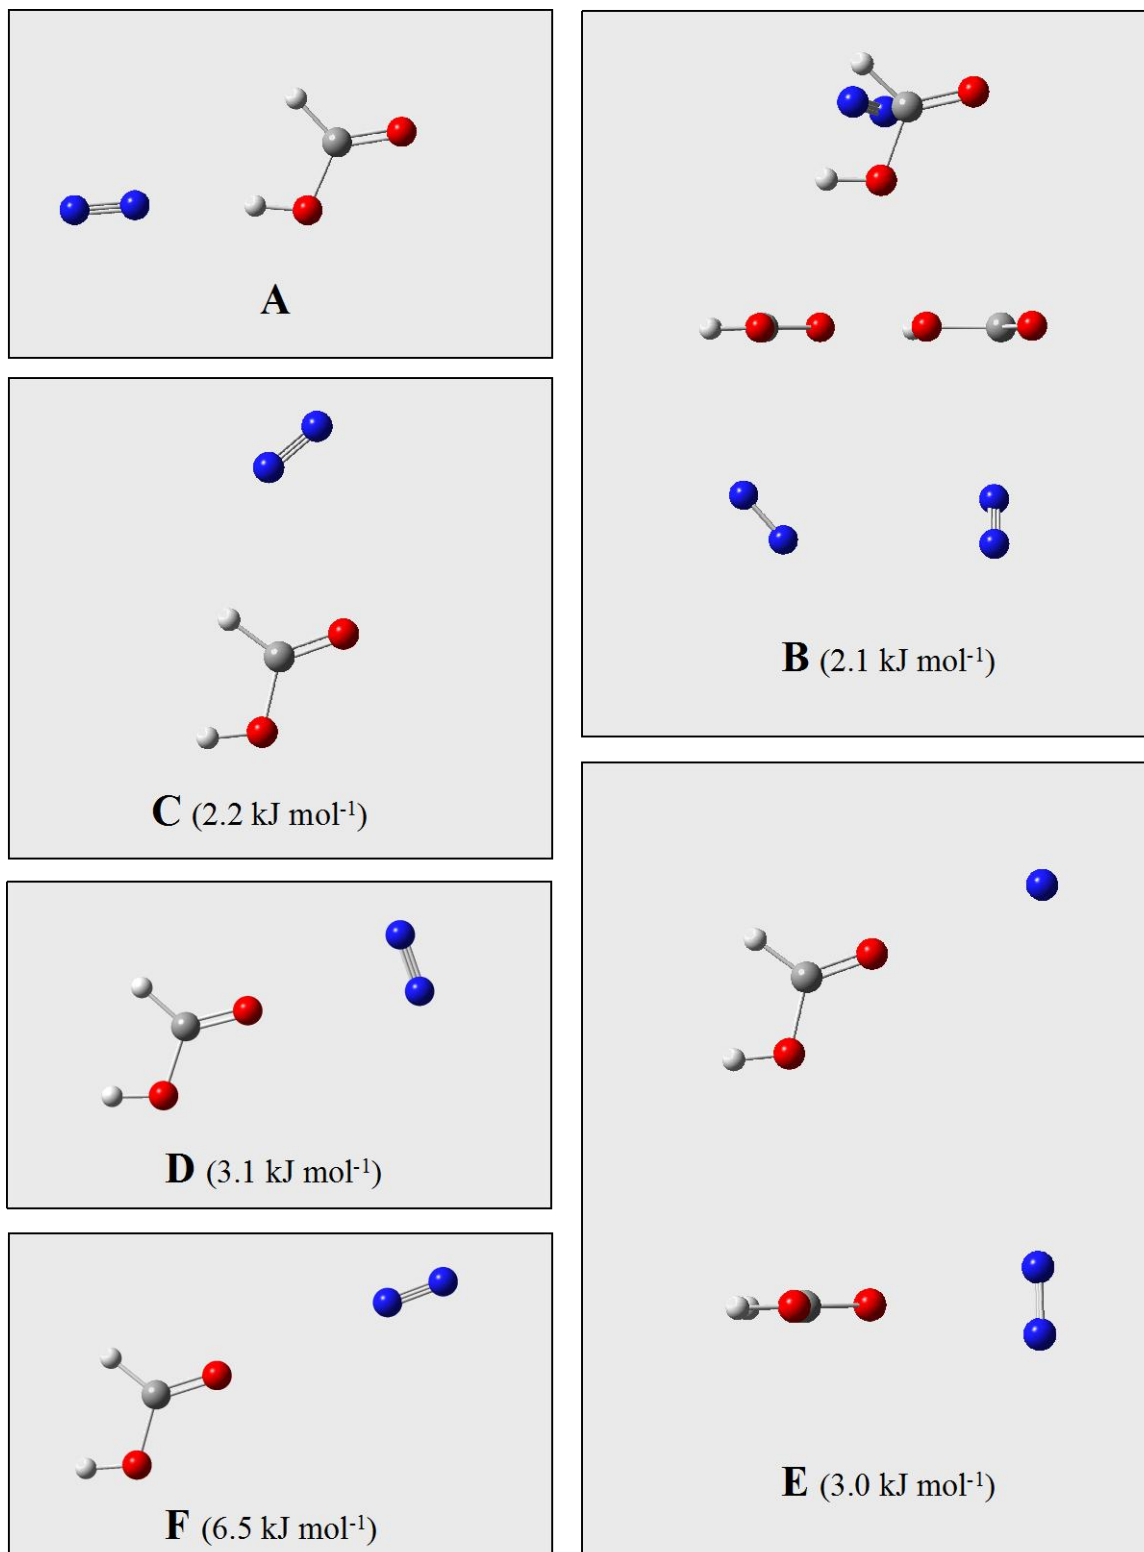 A
B (2.1 kJ mol⁻¹)
C (2.2 kJ mol⁻¹)
D (3.1 kJ mol⁻¹)
E (3.0 kJ mol⁻¹)
F (6.5 kJ mol⁻¹)